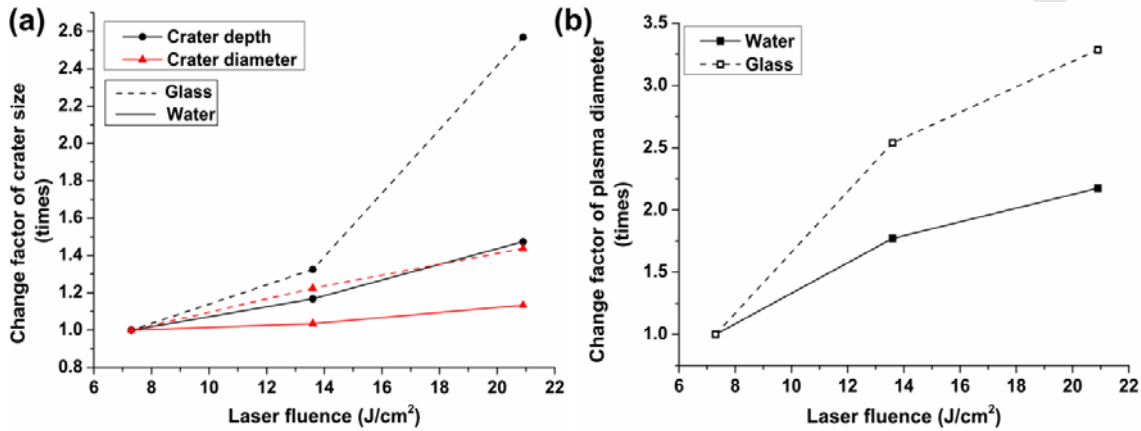 (a)
Crater depth
Crater diameter
Glass
Water
Change factor of crater size
(times)
2.6
2.4
2.2
2.0
1.8
1.6
1.4
1.2
1.0
0.8
6 8 10 12 14 16 18 20 22
Laser fluence (J/cm²)
(b)
Water
Glass
Change factor of plasma diameter
(times)
3.5
3.0
2.5
2.0
1.5
1.0
6 8 10 12 14 16 18 20 22
Laser fluence (J/cm²)